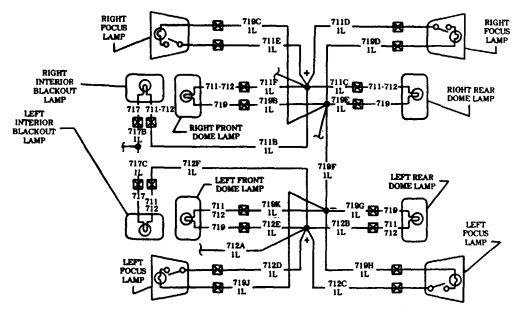 RIGHT
FOCUS
LAMP
719C
1L
711D
1L
RIGHT
FOCUS
LAMP
711E
1L
719D
1L
RIGHT
INTERIOR
BLACKOUT
LAMP
711-712
711F
1L
711C
1L
711-712
717
711-712
719
719B
1L
719E
1L
719
RIGHT REAR
DOME LAMP
LEFT
INTERIOR
BLACKOUT
LAMP
717B
1L
RIGHT FRONT
DOME LAMP
711B
1L
717C
1L
712F
1L
719F
1L
717
711
712
LEFT FRONT
DOME LAMP
LEFT REAR
DOME LAMP
711
712
719K
1L
719G
1L
719
719
712E
1L
712B
1L
711
712
712A
1L
LEFT
FOCUS
LAMP
LEFT
FOCUS
LAMP
712D
1L
719H
1L
719J
1L
712C
1L